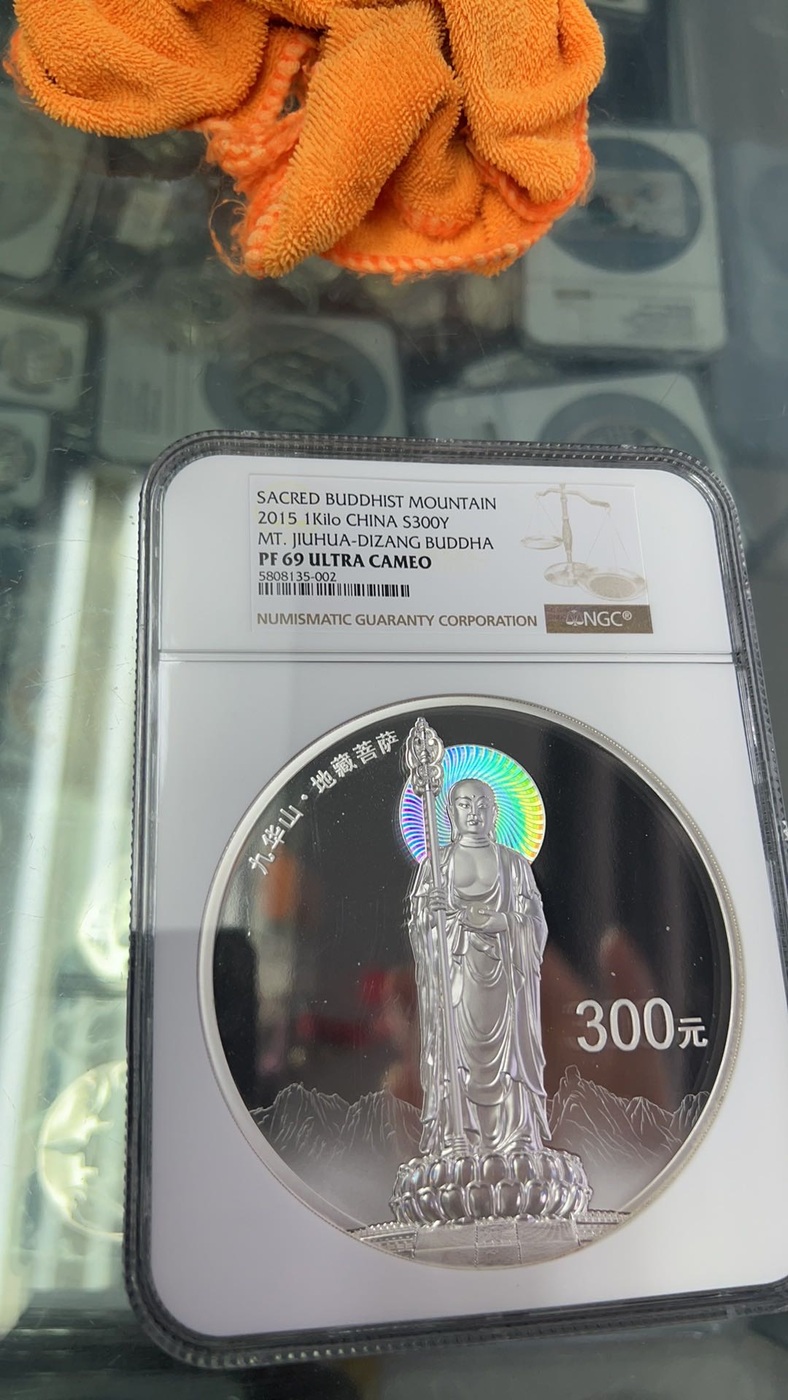 SACRED BUDDHIST MOUNTAIN
2015 1Kilo CHINA S300Y
MT. JIUHUA-DIZANG BUDDHA
PF 69 ULTRA CAMEO
5808135-002
NUMISMATIC GUARANTY CORPORATION NGC®
九华山·地藏菩萨
300元